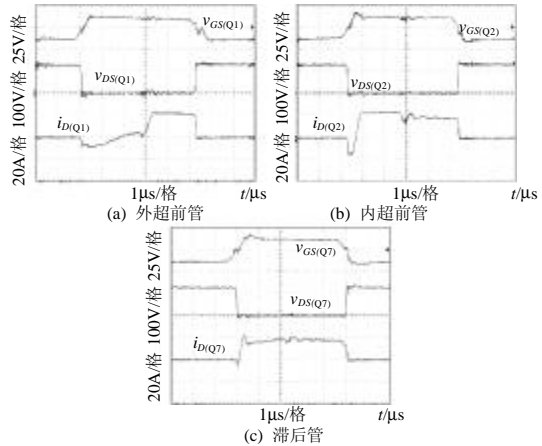 25V/格
100V/格
20A/格
v_GS(Q1)
v_DS(Q1)
i_D(Q1)
1μs/格
t/μs
(a) 外超前管
25V/格
100V/格
20A/格
v_GS(Q2)
v_DS(Q2)
i_D(Q2)
1μs/格
t/μs
(b) 内超前管
25V/格
100V/格
20A/格
v_GS(Q7)
v_DS(Q7)
i_D(Q7)
1μs/格
t/μs
(c) 滞后管